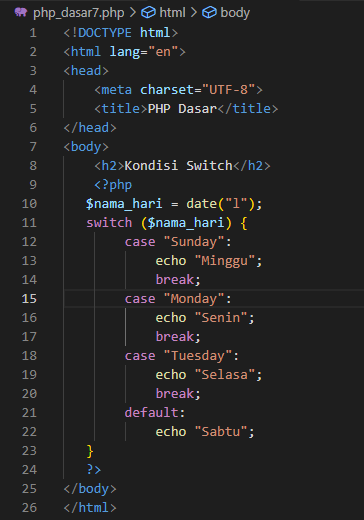 php_dasar7.php > html > body
1 <!DOCTYPE html>
2 <html lang="en">
3 <head>
4     <meta charset="UTF-8">
5     <title>PHP Dasar</title>
6 </head>
7 <body>
8     <h2>Kondisi Switch</h2>
9     <?php
10    $nama_hari = date("l");
11    switch ($nama_hari) {
12         case "Sunday":
13             echo "Minggu";
14             break;
15         case "Monday":
16             echo "Senin";
17             break;
18         case "Tuesday":
19             echo "Selasa";
20             break;
21         default:
22             echo "Sabtu";
23    }
24    ?>
25 </body>
26 </html>